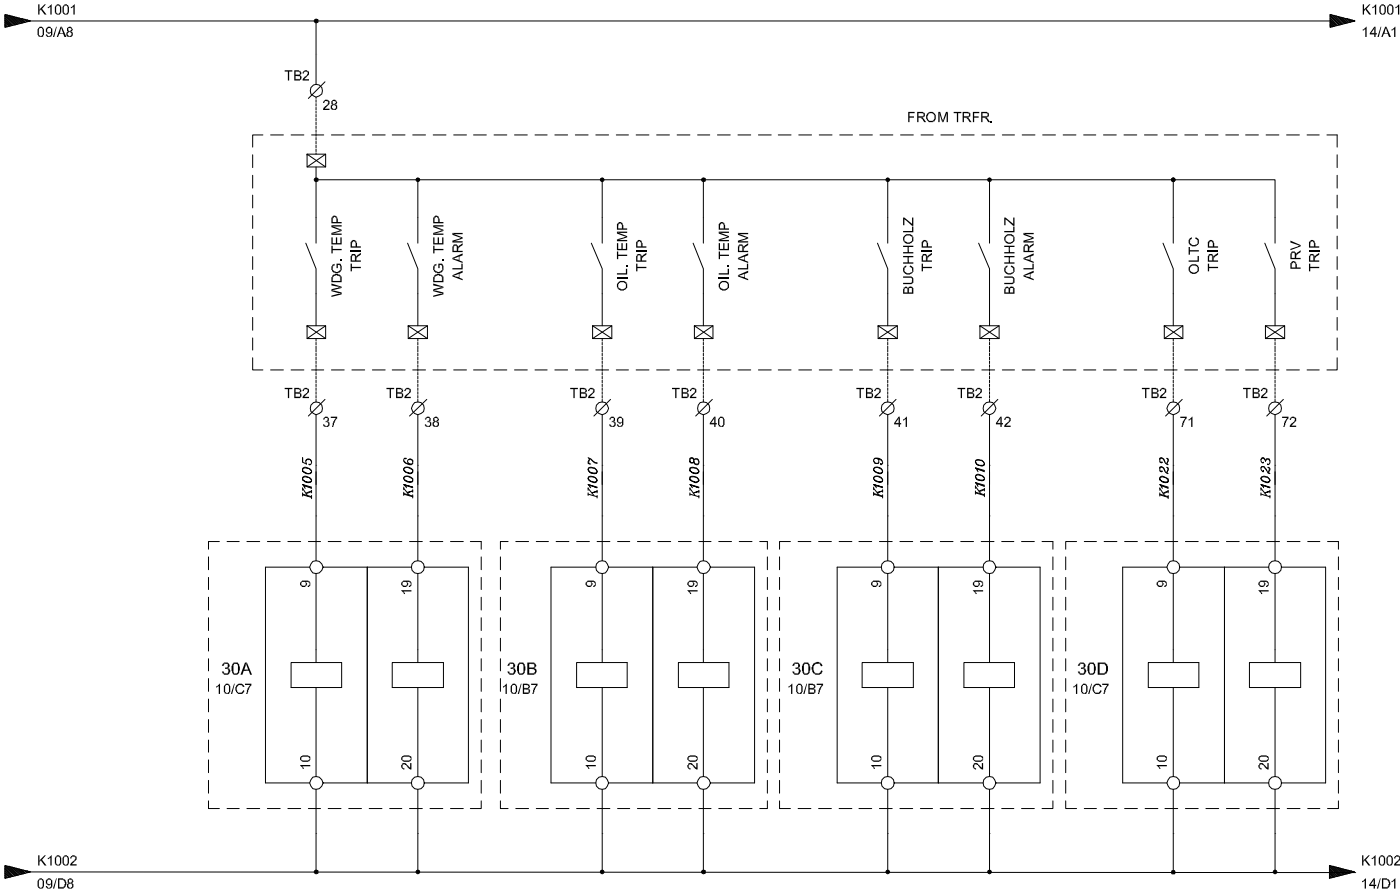 K1001
09/A8
K1001
14/A1
TB2
28
FROM TRFR.
WDG. TEMP
TRIP
WDG. TEMP
ALARM
OIL. TEMP
TRIP
OIL. TEMP
ALARM
BUCHHOLZ
TRIP
BUCHHOLZ
ALARM
OLTC
TRIP
PRV
TRIP
TB2
37
TB2
38
TB2
39
TB2
40
TB2
41
TB2
42
TB2
71
TB2
72
K1005
K1006
K1007
K1008
K1009
K1010
K1022
K1023
9
19
9
19
9
19
9
19
30A
10/C7
30B
10/B7
30C
10/B7
30D
10/C7
10
20
10
20
10
20
10
20
K1002
09/D8
K1002
14/D1